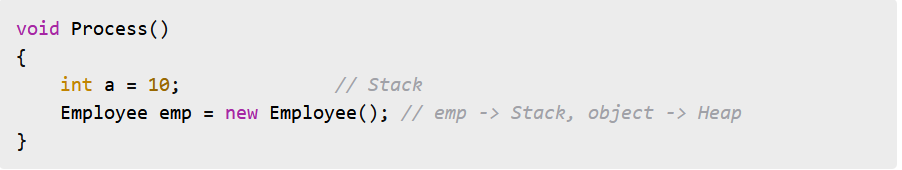 void Process()
{
    int a = 10;                // Stack
    Employee emp = new Employee(); // emp -> Stack, object -> Heap
}